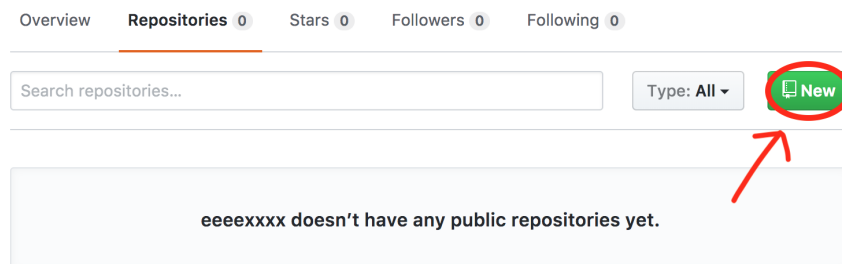 Overview Repositories 0 Stars 0 Followers 0 Following 0
Search repositories... Type: All New
eeeexxxx doesn’t have any public repositories yet.